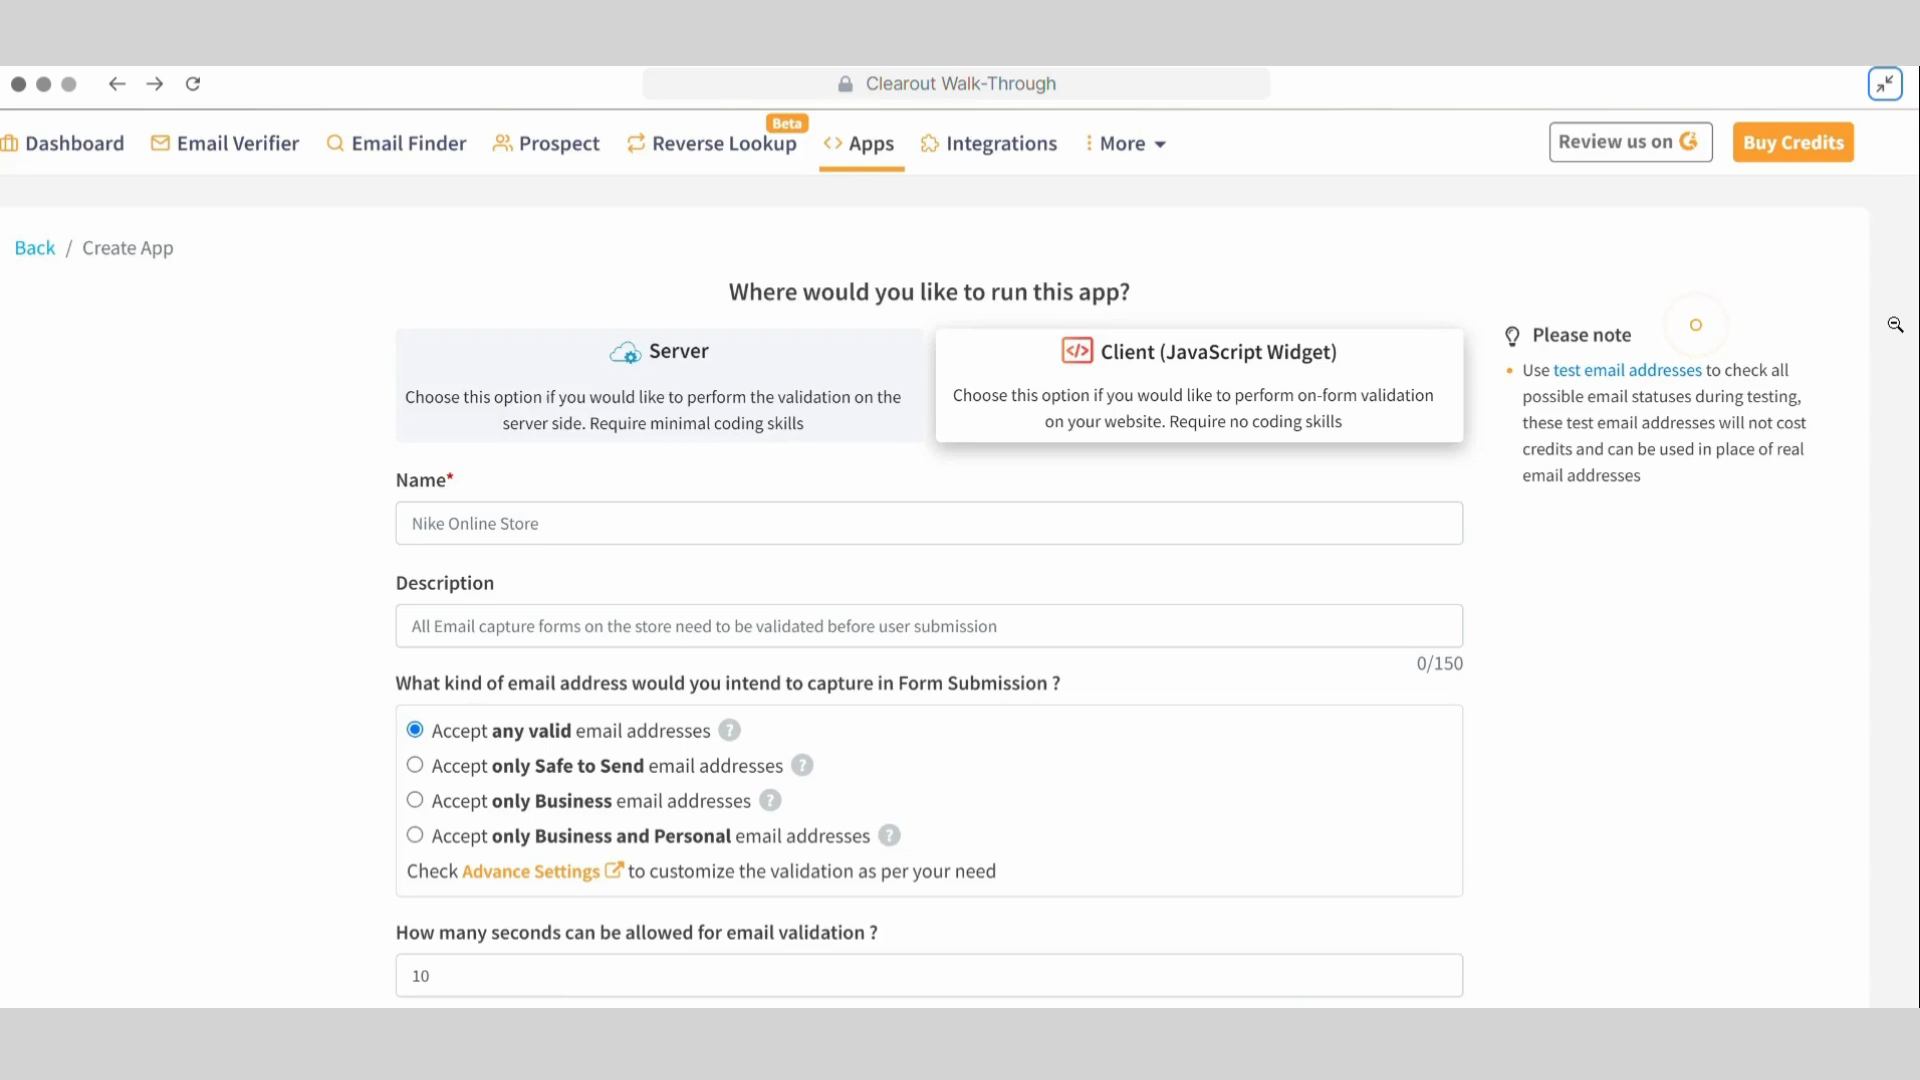 Clearout Walk-Through
Dashboard
Email Verifier
Email Finder
Prospect
Reverse Lookup
Beta
Apps
Integrations
More
Review us on
Buy Credits
Back / Create App
Where would you like to run this app?
Server
Choose this option if you would like to perform the validation on the
server side. Require minimal coding skills
Client (JavaScript Widget)
Choose this option if you would like to perform on-form validation
on your website. Require no coding skills
Please note
Use test email addresses to check all
possible email statuses during testing,
these test email addresses will not cost
credits and can be used in place of real
email addresses
Name*
Nike Online Store
Description
All Email capture forms on the store need to be validated before user submission
0/150
What kind of email address would you intend to capture in Form Submission ?
Accept any valid email addresses ?
Accept only Safe to Send email addresses ?
Accept only Business email addresses ?
Accept only Business and Personal email addresses ?
Check Advance Settings to customize the validation as per your need
How many seconds can be allowed for email validation ?
10